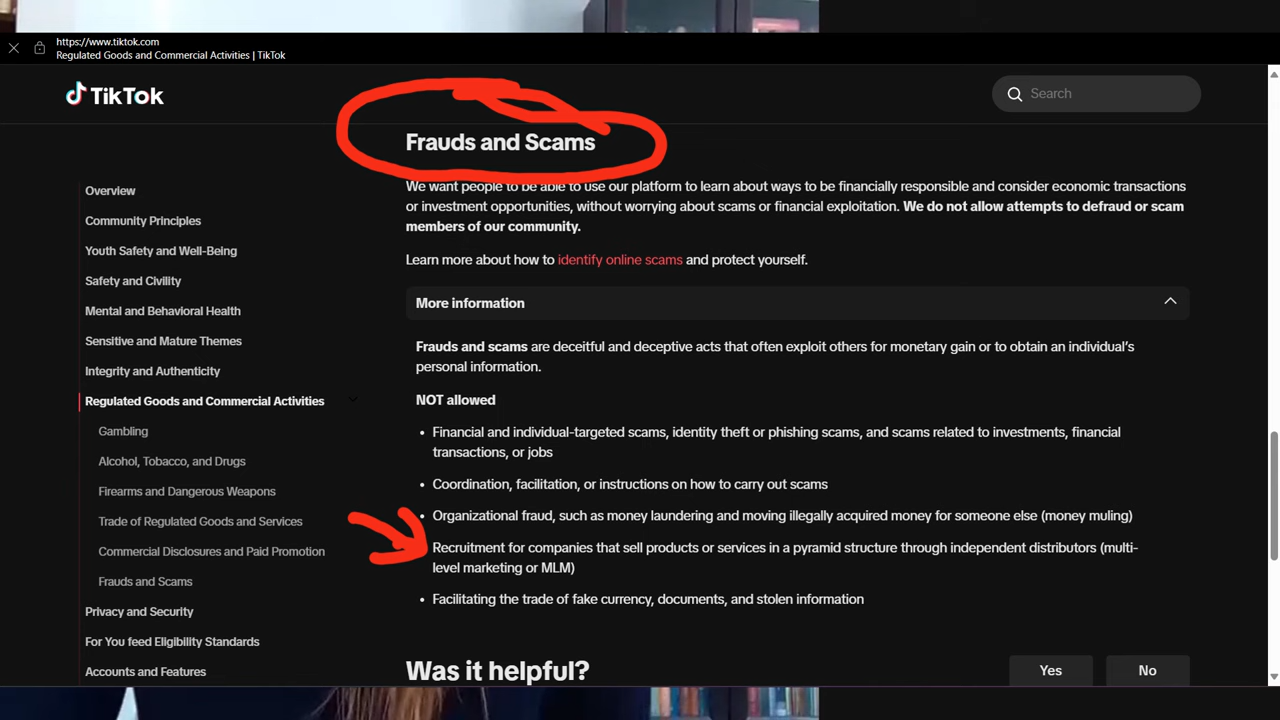 https://www.tiktok.com
Regulated Goods and Commercial Activities | TikTok
TikTok
Search
Frauds and Scams
We want people to be able to use our platform to learn about ways to be financially responsible and consider economic transactions
or investment opportunities, without worrying about scams or financial exploitation. We do not allow attempts to defraud or scam
members of our community.
Learn more about how to identify online scams and protect yourself.
More information
Frauds and scams are deceitful and deceptive acts that often exploit others for monetary gain or to obtain an individual's
personal information.
NOT allowed
• Financial and individual-targeted scams, identity theft or phishing scams, and scams related to investments, financial
transactions, or jobs
• Coordination, facilitation, or instructions on how to carry out scams
• Organizational fraud, such as money laundering and moving illegally acquired money for someone else (money muling)
Recruitment for companies that sell products or services in a pyramid structure through independent distributors (multi-
level marketing or MLM)
• Facilitating the trade of fake currency, documents, and stolen information
Was it helpful?
Yes
No
Overview
Community Principles
Youth Safety and Well-Being
Safety and Civility
Mental and Behavioral Health
Sensitive and Mature Themes
Integrity and Authenticity
Regulated Goods and Commercial Activities
Gambling
Alcohol, Tobacco, and Drugs
Firearms and Dangerous Weapons
Trade of Regulated Goods and Services
Commercial Disclosures and Paid Promotion
Frauds and Scams
Privacy and Security
For You feed Eligibility Standards
Accounts and Features